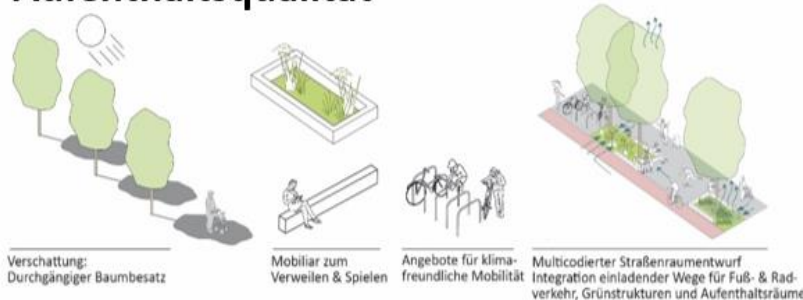 Aufenthaltsqualität
Verschattung:
Durchgängiger Baumbesatz
Mobiliar zum
Verweilen & Spielen
Angebote für klima-
freundliche Mobilität
Multicodierter Straßenraumentwurf
Integration einladender Wege für Fuß- & Rad-
verkehr, Grünstrukturen und Aufenthaltsräume